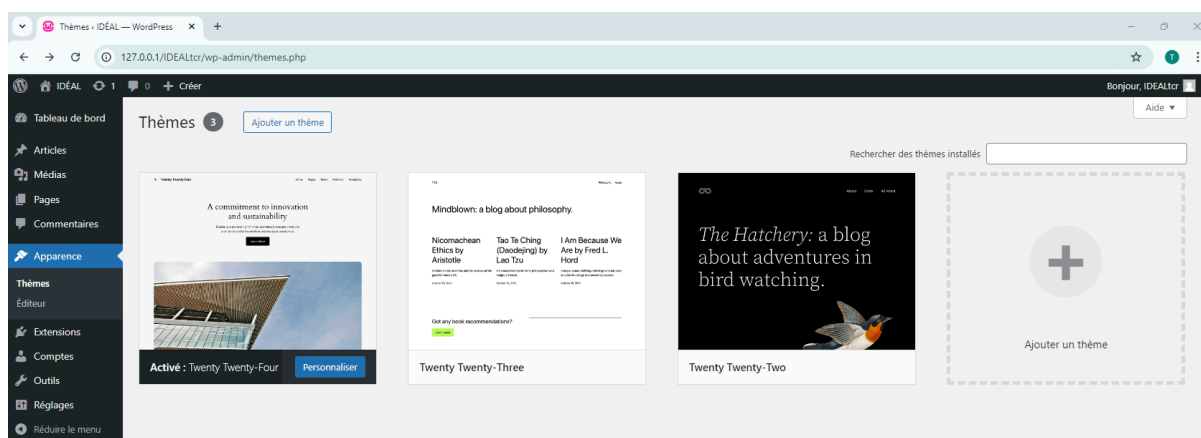 Thèmes ‹ IDÉAL — WordPress
127.0.0.1/IDEALtcr/wp-admin/themes.php
IDÉAL 1 0 Créer Bonjour, IDEALtcr
Aide
Tableau de bord
Articles
Médias
Pages
Commentaires
Apparence
Thèmes
Éditeur
Extensions
Comptes
Outils
Réglages
Réduire le menu
Thèmes 3 Ajouter un thème
Rechercher des thèmes installés
Twenty Twenty-Four
A commitment to innovation
and sustainability
Activé : Twenty Twenty-Four Personnaliser
Mindblown: a blog about philosophy.
Nicomachean
Ethics by
Aristotle
Tao Te Ching
(Daodejing) by
Lao Tzu
I Am Because We
Are by Fred L.
Hord
Got any book recommendations?
Twenty Twenty-Three
About
The Hatchery: a blog
about adventures in
bird watching.
Twenty Twenty-Two
Ajouter un thème